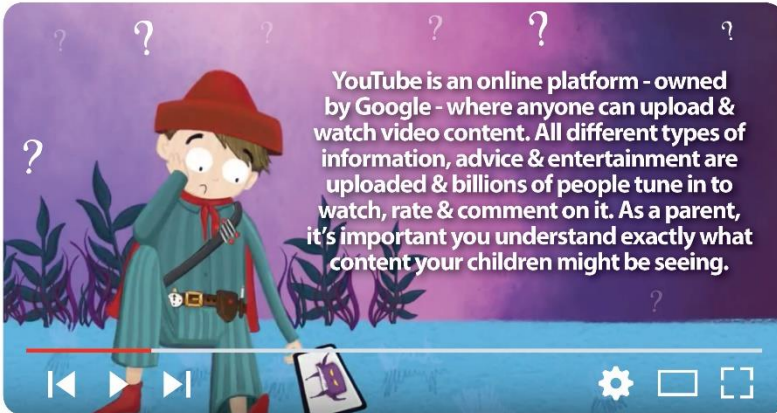 ? ? ? ? ? ?
YouTube is an online platform - owned
by Google - where anyone can upload &
watch video content. All different types of
?
information, advice & entertainment are
uploaded & billions of people tune in to
watch, rate & comment on it. As a parent,
it's important you understand exactly what
content your children might be seeing.
?